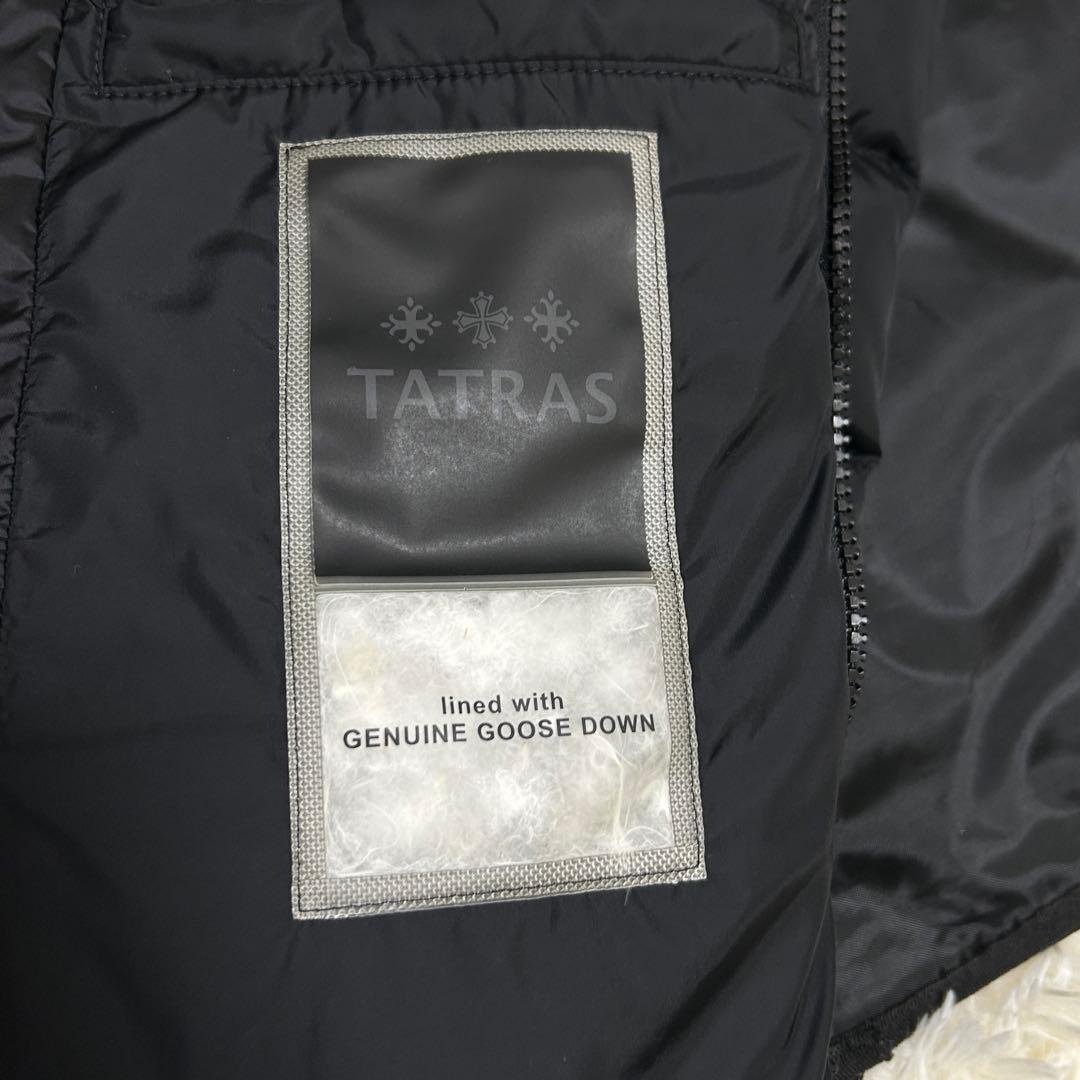 TATRAS
lined with
GENUINE GOOSE DOWN